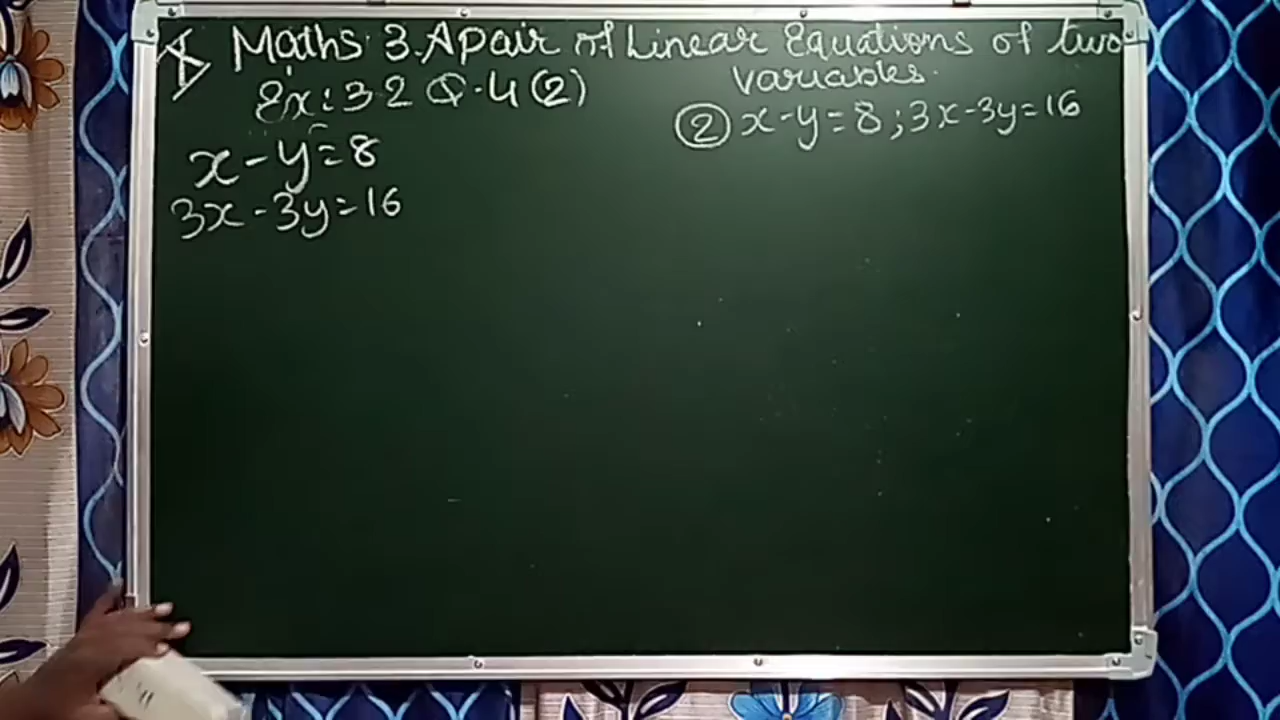 X Maths 3. A pair of Linear Equations of two
variables.
Ex: 3.2 Q.4 (2)
② x-y=8; 3x-3y=16
x-y=8
3x-3y=16